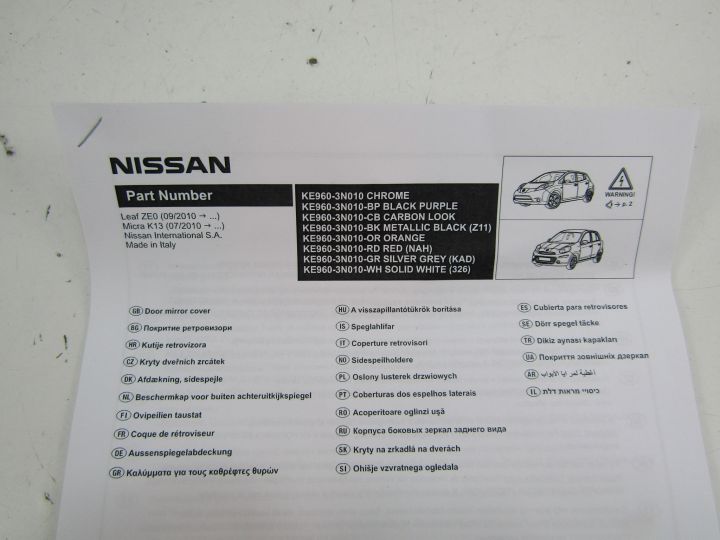 NISSAN
Part Number
Leaf ZE0 (09/2010 → ...)
Micra K13 (07/2010 → ...)
Nissan International S.A.
Made in Italy
KE960-3N010 CHROME
KE960-3N010-BP BLACK PURPLE
KE960-3N010-CB CARBON LOOK
KE960-3N010-BK METALLIC BLACK (Z11)
KE960-3N010-OR ORANGE
KE960-3N010-RD RED (NAH)
KE960-3N010-GR SILVER GREY (KAD)
KE960-3N010-WH SOLID WHITE (326)
WARNING!
→ p. 2
GB Door mirror cover
BG Покритие ретровизори
HR Kutije retrovizora
CZ Kryty dveřních zrcátek
DK Afdækning, sidespejle
NL Beschermkap voor buiten achteruitkijkspiegel
FI Ovipeilien taustat
FR Coque de rétroviseur
DE Aussenspiegelabdeckung
GR Καλύμματα για τους καθρέφτες θυρών
HU A visszapillantótükrök borítása
IS Speglahlífar
IT Coperture retrovisori
NO Sidespeilholdere
PL Osłony lusterek drzwiowych
PT Coberturas dos espelhos laterais
RO Acoperitoare oglinzi uşă
RU Корпуса боковых зеркал заднего вида
SK Kryty na zrkadlá na dverách
SI Ohišje vzvratnega ogledala
ES Cubierta para retrovisores
SE Dörr spegel täcke
TR Dikiz aynası kapakları
UA Покриття зовнішніх дзеркал
AR أغطية لمرايا الأبواب
IL כיסויי מראות דלת